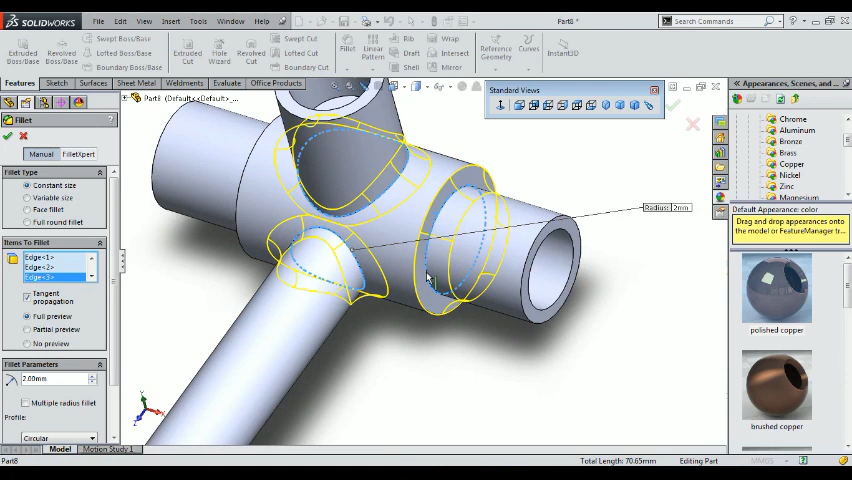 SOLIDWORKS File Edit View Insert Tools Window Help Part8 * Search Commands
Extruded Boss/Base Revolved Boss/Base Swept Boss/Base Lofted Boss/Base Boundary Boss/Base Extruded Cut Hole Wizard Revolved Cut Swept Cut Lofted Cut Boundary Cut Fillet Linear Pattern Rib Draft Shell Wrap Intersect Mirror Reference Geometry Curves Instant3D
Features Sketch Sheet Metal Weldments Evaluate Office Products
Standard Views
Appearances, Scenes, and...
Part8 (Default<<Default>_...
Fillet
Manual FilletXpert
Fillet Type
Constant size
Variable size
Face fillet
Full round fillet
Items To Fillet
Edge<1>
Edge<2>
Edge<3>
Tangent propagation
Full preview
Partial preview
No preview
Fillet Parameters
2.00mm
Multiple radius fillet
Profile:
Circular
Radius: 2mm
Chrome
Aluminum
Bronze
Brass
Copper
Nickel
Zinc
Magnesium
Default Appearance: color
Drag and drop appearances onto
the model or FeatureManager tr...
polished copper
brushed copper
Model Motion Study 1
Part8 Total Length: 70.65mm Editing Part MMGS